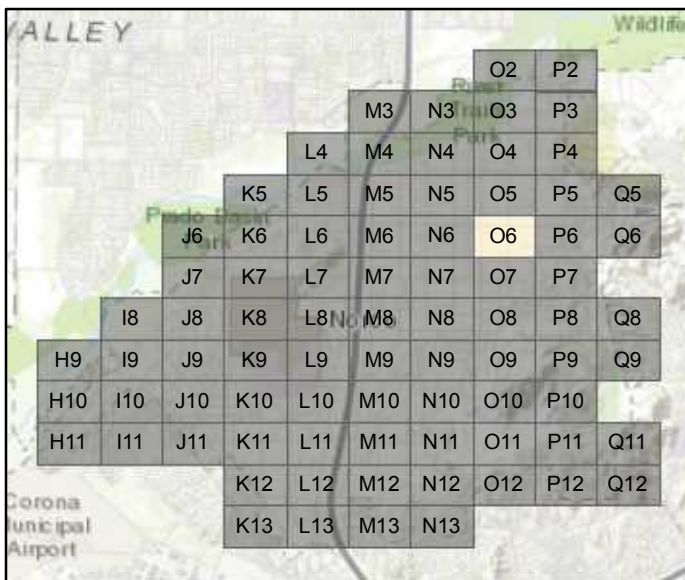 VALLEY
Wildlife
O2 P2
River
Trails
Park
M3 N3 O3 P3
L4 M4 N4 O4 P4
K5 L5 M5 N5 O5 P5 Q5
Prado Basin
Park
J6 K6 L6 M6 N6 O6 P6 Q6
J7 K7 L7 M7 N7 O7 P7
I8 J8 K8 L8 M8 N8 O8 P8 Q8
Norco
H9 I9 J9 K9 L9 M9 N9 O9 P9 Q9
H10 I10 J10 K10 L10 M10 N10 O10 P10
H11 I11 J11 K11 L11 M11 N11 O11 P11 Q11
K12 L12 M12 N12 O12 P12 Q12
K13 L13 M13 N13
Corona
Municipal
Airport